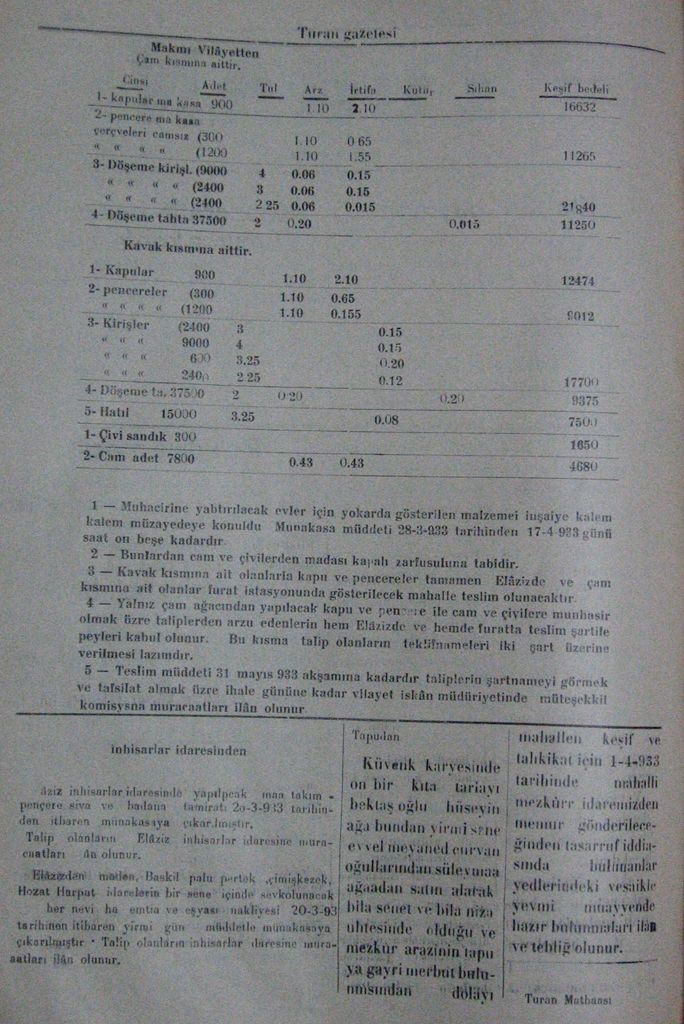 Turan gazetesi
Makmı Vilâyetten
Çam kısmına aittir.
Cinsi Adet Tul Arz İrtifa Kutur Sihan Keşif bedeli
1- kapular ma kasa 900 1.10 2.10 16632
2- pencere ma kasa
çerçeveleri camsız (300 1.10 0 65
« « « « (1200 1.10 1.55 11265
3- Döşeme kirişl. (9000 4 0.06 0.15
« « « « (2400 3 0.06 0.15
« « « « (2400 2 25 0.06 0.015 21840
4- Döşeme tahta 37500 2 0.20 0.015 11250
Kavak kısmına aittir.
1- Kapular 900 1.10 2.10 12474
2- pencereler (300 1.10 0.65
« « « « (1200 1.10 0.155 9012
3- Kirişler (2400 3 0.15
« « « 9000 4 0.15
« « « 600 3.25 0.20
« « « 2400 2 25 0.12 17700
4- Döşeme ta. 37500 2 0 20 0.20 9375
5- Hatıl 15000 3.25 0.08 7500
1- Çivi sandık 300 1650
2- Cam adet 7800 0.43 0.43 4680
1 — Muhacirine yabtırılacak evler için yokarda gösterilen malzemei inşaiye kalem
kalem müzayedeye konuldu Munakasa müddeti 28-3-933 tarihinden 17-4-933 günü
saat on beşe kadardır
2 — Bunlardan cam ve çivilerden madası kapalı zarfusuluna tabidir.
3 — Kavak kısmına ait olanlarla kapu ve pencereler tamamen Elâzizde ve çam
kısmına ait olanlar furat istasyonunda gösterilecek mahalle teslim olunacaktır.
4 — Yalnız çam ağacından yapılacak kapu ve pencere ile cam ve çivilere munhasir
olmak üzre taliplerden arzu edenlerin hem Elâzizde ve hemde furatta teslim şartile
peyleri kabul olunur. Bu kısma talip olanların teklifnameleri iki şart üzerine
verilmesi lazımdır.
5 — Teslim müddeti 31 mayıs 933 akşamına kadardır taliplerin şartnameyi görmek
ve tafsilat almak üzre ihale gününe kadar vilayet iskân müdüriyetinde müteşekkil
komisysna muracaatları ilân olunur
inhisarlar idaresinden
âziz inhisarlar idaresinde yapılpcak maa takım -
pençere siva ve badana tamiratı 2o-3-933 tarihin-
den itbaren münakasaya çıkarılmıştır.
Talip olanların Elâziz inhisarlar idaresine mura-
caatları ân olunur.
Elâzizden maden, Baskil palu pertek ,çimişkezek,
Hozat Harput idarelerin bir sene içinde sevkolunacak
her nevi ha emtia ve eşyası nakliyesi 20-3-93
tarihinen itibaren yirmi gün müddetle münakasaya
çıkarılmıştır · Talip olanların inhisarlar daresine mura-
aatları ilân olunur.
Tapudan
Küvenk karyesinde
on bir kıta tarlayı
bektaş oğlu hüseyin
ağa bundan yirmi sene
evvel meyaned curvan
oğullarından süleymaa
ağaadan satın alarak
bila senet ve bila niza
uhtesinde olduğu ve
mezkûr arazinin tapu
ya gayri merbut bulu-
nmsından dolayı
mahallen keşif ve
tahkikat için 1-4-933
tarihinde mahalli
mezkûrr idaremizden
memur gönderilece-
ğinden tasarruf iddia-
sında bulunanlar
yedlerindeki vesaikle
yevmi muayyende
hazır bulunmaları ilân
ve tebliğ olunur.
Turan Matbaası